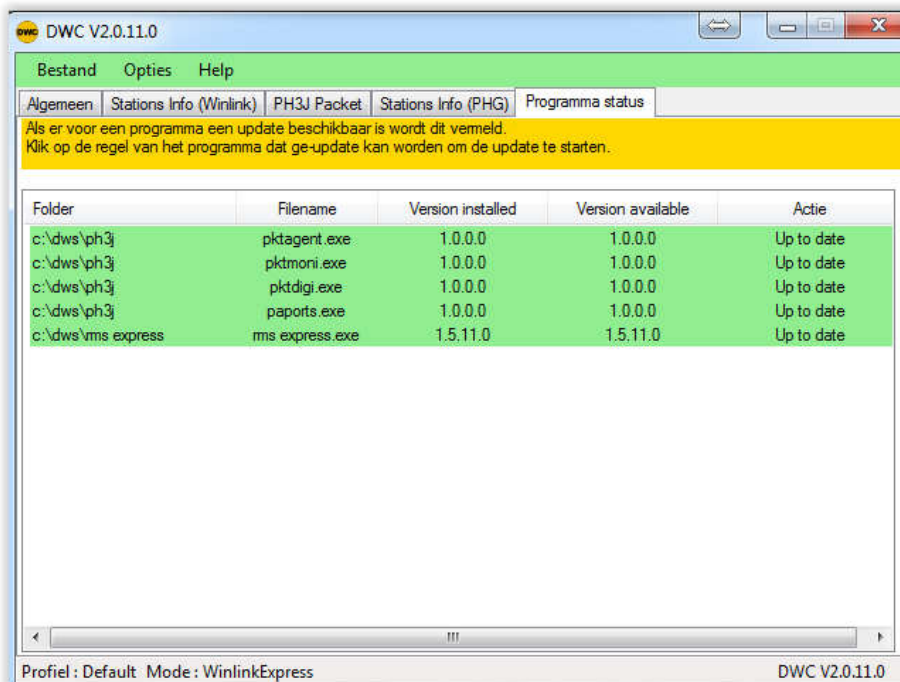 DWC DWC V2.0.11.0
Bestand Opties Help
Algemeen Stations Info (Winlink) PH3J Packet Stations Info (PHG) Programma status
Als er voor een programma een update beschikbaar is wordt dit vermeld.
Klik op de regel van het programma dat ge-update kan worden om de update te starten.
Folder Filename Version installed Version available Actie
c:\dws\ph3j pktagent.exe 1.0.0.0 1.0.0.0 Up to date
c:\dws\ph3j pktmoni.exe 1.0.0.0 1.0.0.0 Up to date
c:\dws\ph3j pktdigi.exe 1.0.0.0 1.0.0.0 Up to date
c:\dws\ph3j paports.exe 1.0.0.0 1.0.0.0 Up to date
c:\dws\rms express rms express.exe 1.5.11.0 1.5.11.0 Up to date
Profiel : Default Mode : WinlinkExpress DWC V2.0.11.0